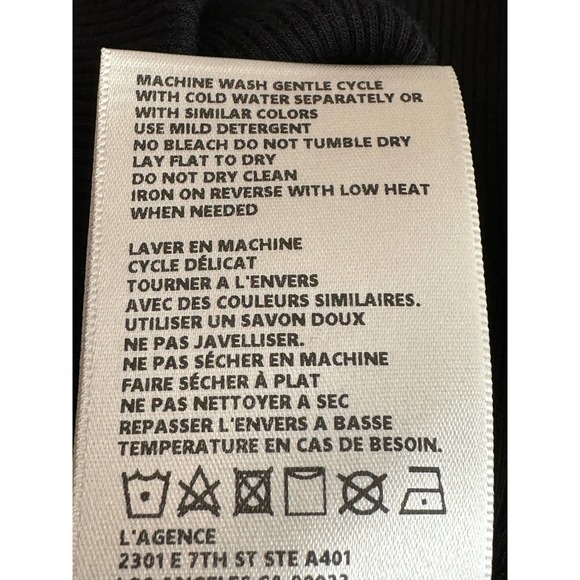 MACHINE WASH GENTLE CYCLE
WITH COLD WATER SEPARATELY OR
WITH SIMILAR COLORS
USE MILD DETERGENT
NO BLEACH DO NOT TUMBLE DRY
LAY FLAT TO DRY
DO NOT DRY CLEAN
IRON ON REVERSE WITH LOW HEAT
WHEN NEEDED
LAVER EN MACHINE
CYCLE DÉLICAT
TOURNER A L'ENVERS
AVEC DES COULEURS SIMILAIRES.
UTILISER UN SAVON DOUX
NE PAS JAVELLISER.
NE PAS SÉCHER EN MACHINE
FAIRE SÉCHER À PLAT
NE PAS NETTOYER A SEC
REPASSER L'ENVERS A BASSE
TEMPERATURE EN CAS DE BESOIN.
L'AGENCE
2301 E 7TH ST STE A401
LOS ANGELES CA 90023